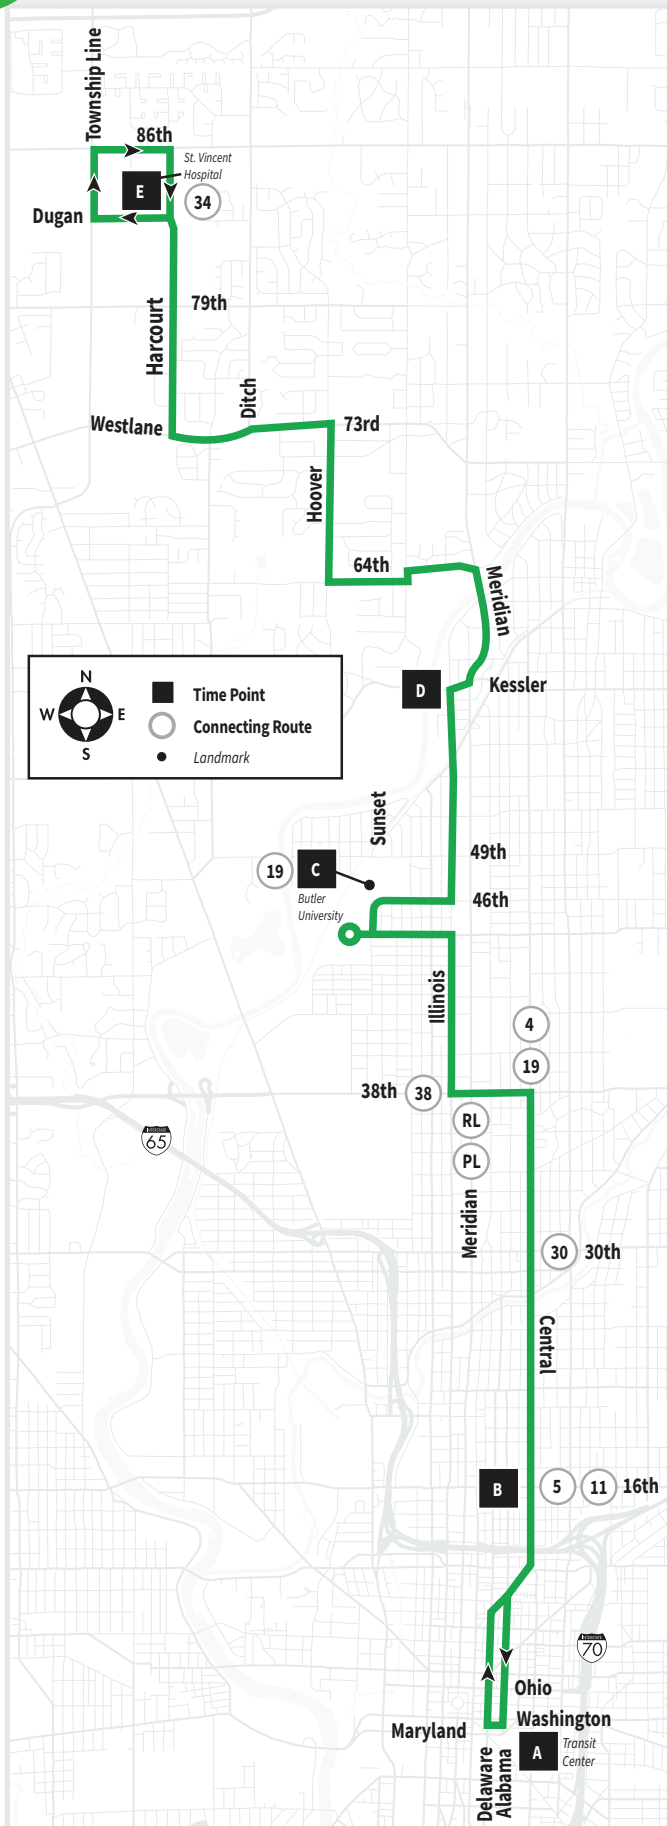 Township Line
86th
St. Vincent
Hospital
E
34
Dugan
79th
Harcourt
Ditch
Westlane
73rd
Hoover
64th
Meridian
N
W
E
S
Time Point
Connecting Route
Landmark
D
Kessler
Sunset
49th
19
C
Butler
University
46th
Illinois
4
19
38th
38
RL
PL
INTERSTATE
65
Meridian
30
30th
Central
B
5
11
16th
INTERSTATE
70
Ohio
Washington
Maryland
A
Transit
Center
Delaware
Alabama